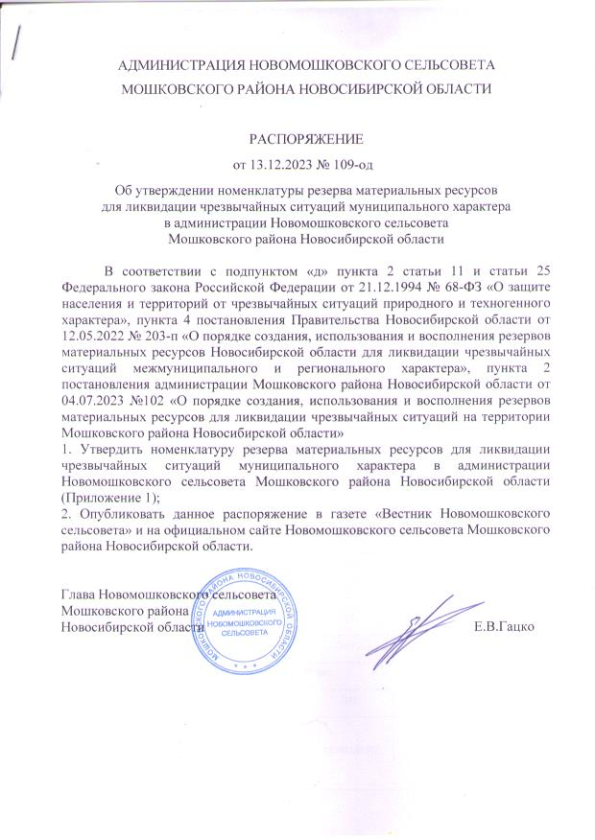 АДМИНИСТРАЦИЯ НОВОМОШКОВСКОГО СЕЛЬСОВЕТА
МОШКОВСКОГО РАЙОНА НОВОСИБИРСКОЙ ОБЛАСТИ
РАСПОРЯЖЕНИЕ
от 13.12.2023 № 109-од
Об утверждении номенклатуры резерва материальных ресурсов
для ликвидации чрезвычайных ситуаций муниципального характера
в администрации Новомошковского сельсовета
Мошковского района Новосибирской области
В соответствии с подпунктом «д» пункта 2 статьи 11 и статьи 25
Федерального закона Российской Федерации от 21.12.1994 № 68-ФЗ «О защите
населения и территорий от чрезвычайных ситуаций природного и техногенного
характера», пункта 4 постановления Правительства Новосибирской области от
12.05.2022 № 203-п «О порядке создания, использования и восполнения резервов
материальных ресурсов Новосибирской области для ликвидации чрезвычайных
ситуаций межмуниципального и регионального характера», пункта 2
постановления администрации Мошковского района Новосибирской области от
04.07.2023 №102 «О порядке создания, использования и восполнения резервов
материальных ресурсов для ликвидации чрезвычайных ситуаций на территории
Мошковского района Новосибирской области»
1. Утвердить номенклатуру резерва материальных ресурсов для ликвидации
чрезвычайных ситуаций муниципального характера в администрации
Новомошковского сельсовета Мошковского района Новосибирской области
(Приложение 1);
2. Опубликовать данное распоряжение в газете «Вестник Новомошковского
сельсовета» и на официальном сайте Новомошковского сельсовета Мошковского
района Новосибирской области.
Глава Новомошковского сельсовета
Мошковского района
Новосибирской области
Е.В.Гацко
МОШКОВСКОГО РАЙОНА НОВОСИБИРСКОЙ ОБЛАСТИ
АДМИНИСТРАЦИЯ
НОВОМОШКОВСКОГО
СЕЛЬСОВЕТА